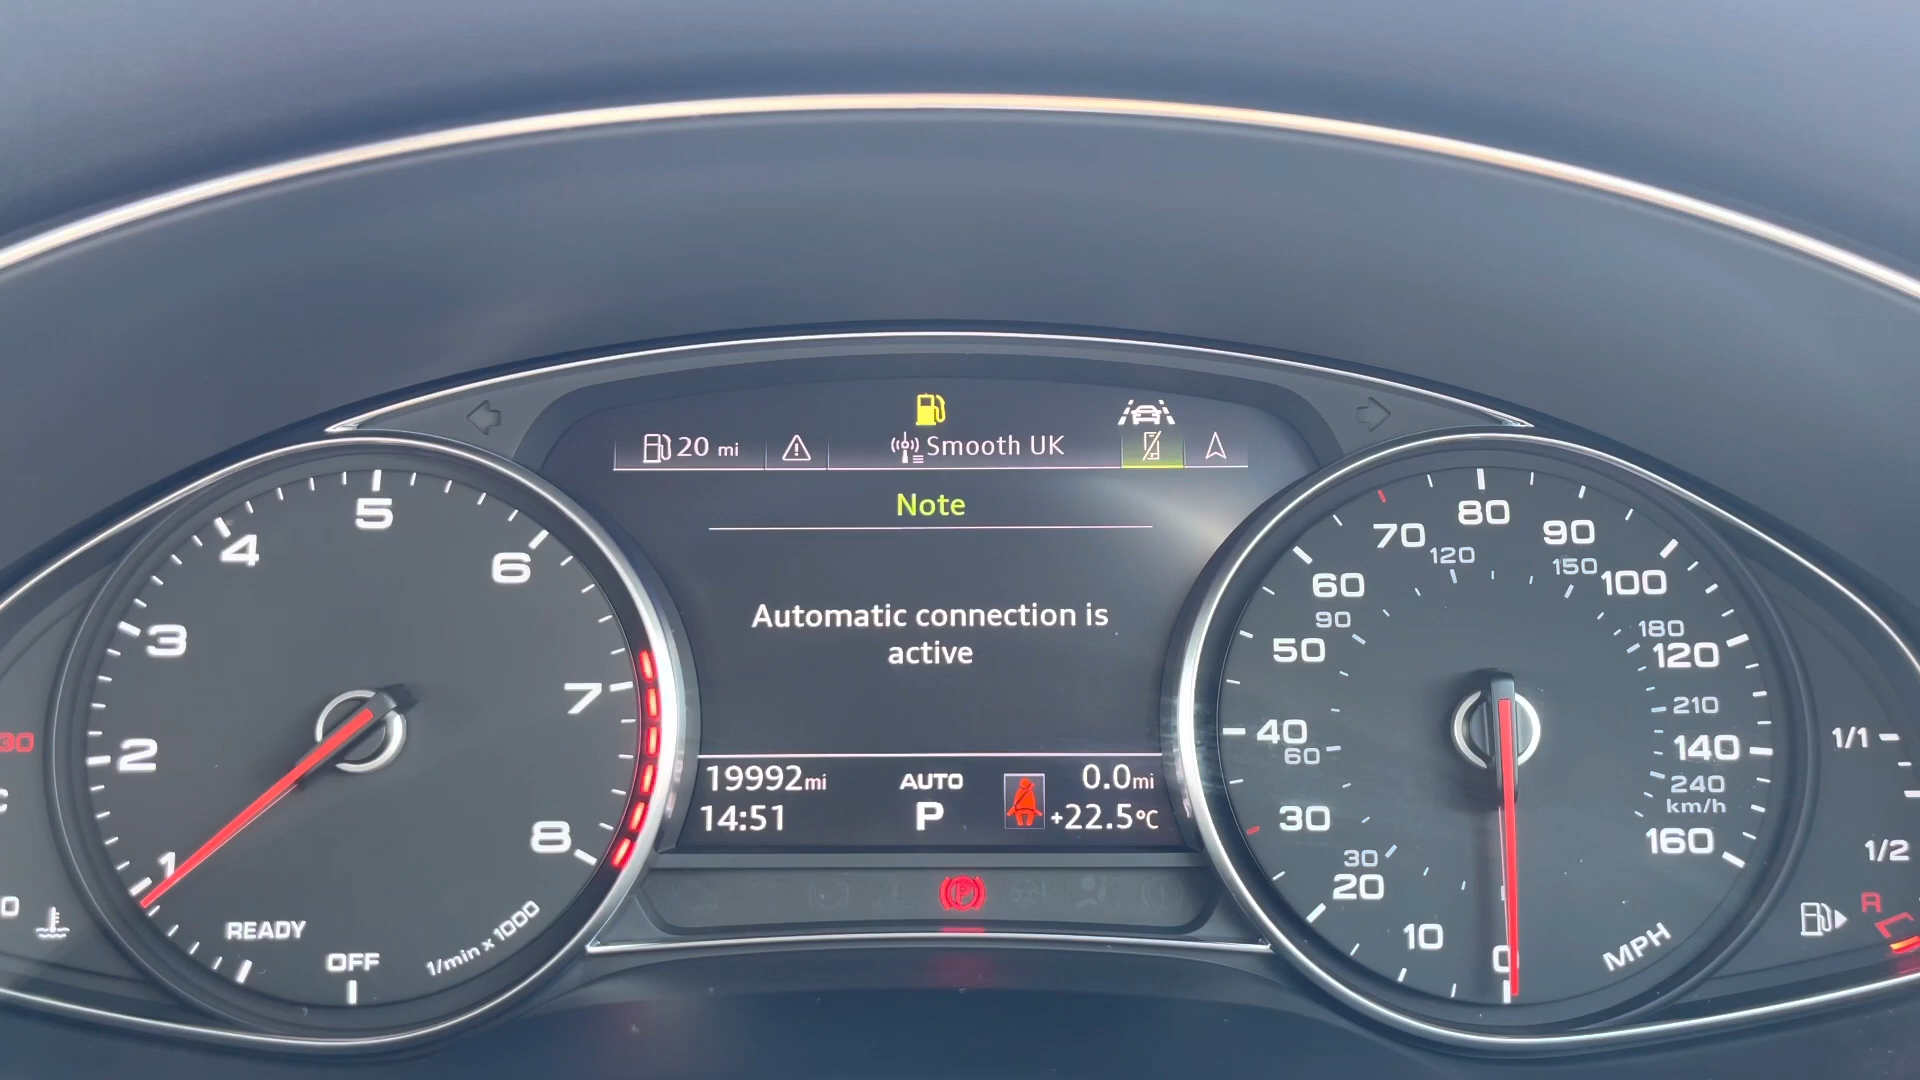 20 mi
Smooth UK
Note
Automatic connection is
active
19992mi
AUTO
0.0mi
14:51
P
+22.5°C
1
2
3
4
5
6
7
8
READY
OFF
1/min x 1000
0
10
20
30
40
50
60
70
80
90
100
120
140
160
30
60
90
120
150
180
210
240
km/h
MPH
1/1
1/2
R
P